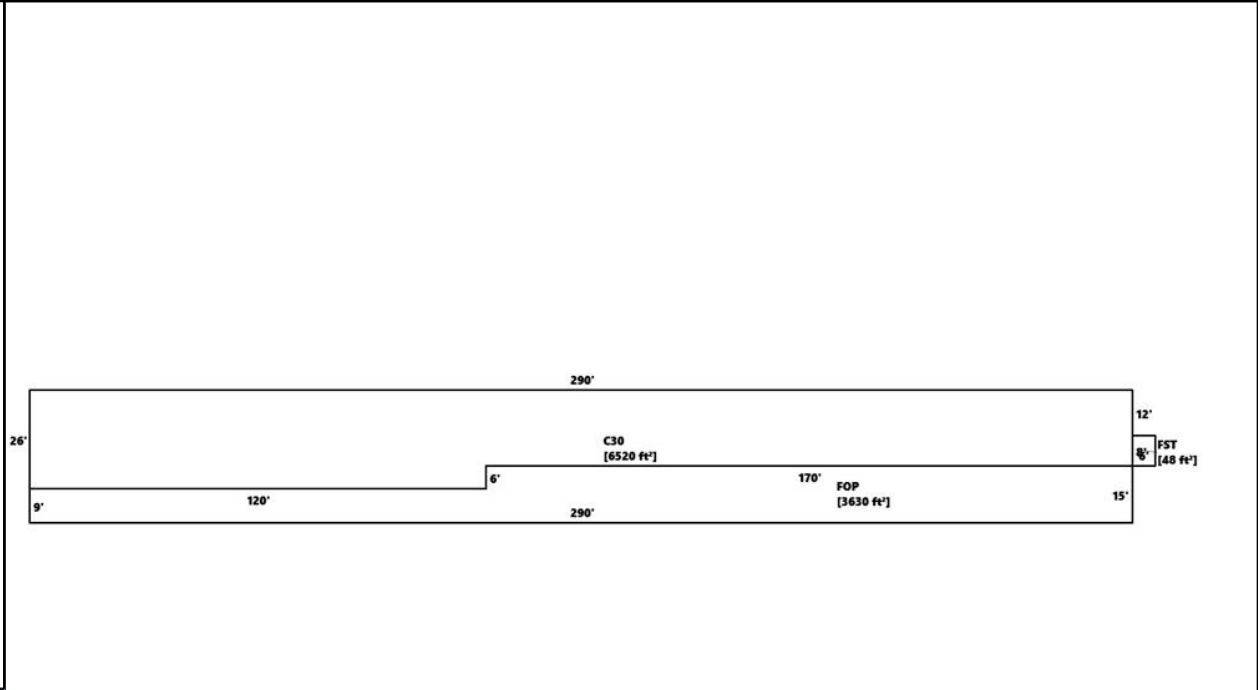 290'
12'
26'
C30
[6520 ft²]
FST
[48 ft²]
6'
170'
FOP
[3630 ft²]
15'
120'
9'
290'